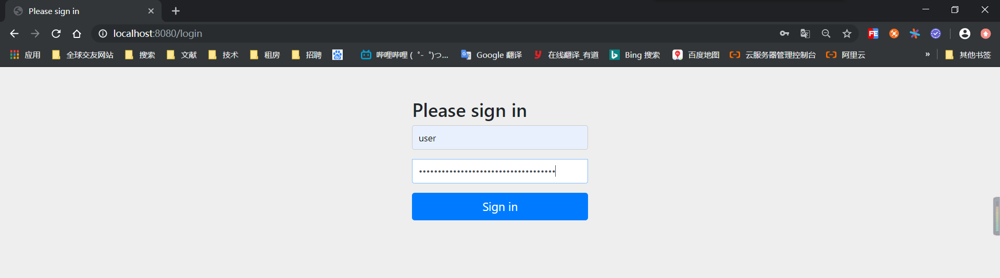 Please sign in
localhost:8080/login
应用 全球交友网站 搜索 文献 技术 租房 招聘 哔哩哔哩 (゜-゜)つ... Google 翻译 在线翻译_有道 Bing 搜索 百度地图 云服务器管理控制台 阿里云 » 其他书签
Please sign in
user
••••••••••••••••••••••••••••••••••••
Sign in